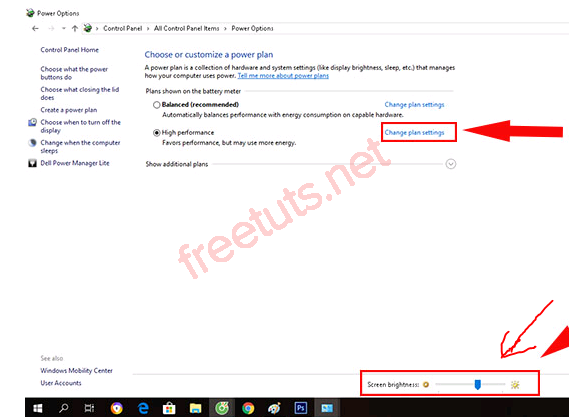 Power Options
Control Panel > All Control Panel Items > Power Options
Control Panel Home
Choose what the power
buttons do
Choose what closing the lid
does
Create a power plan
Choose when to turn off the
display
Change when the computer
sleeps
Dell Power Manager Lite
Choose or customize a power plan
A power plan is a collection of hardware and system settings (like display brightness, sleep, etc.) that manages
how your computer uses power. Tell me more about power plans
Plans shown on the battery meter
Balanced (recommended) Change plan settings
Automatically balances performance with energy consumption on capable hardware.
High performance Change plan settings
Favors performance, but may use more energy.
Show additional plans
freetuts.net
See also
Windows Mobility Center
User Accounts
Screen brightness:
Ps